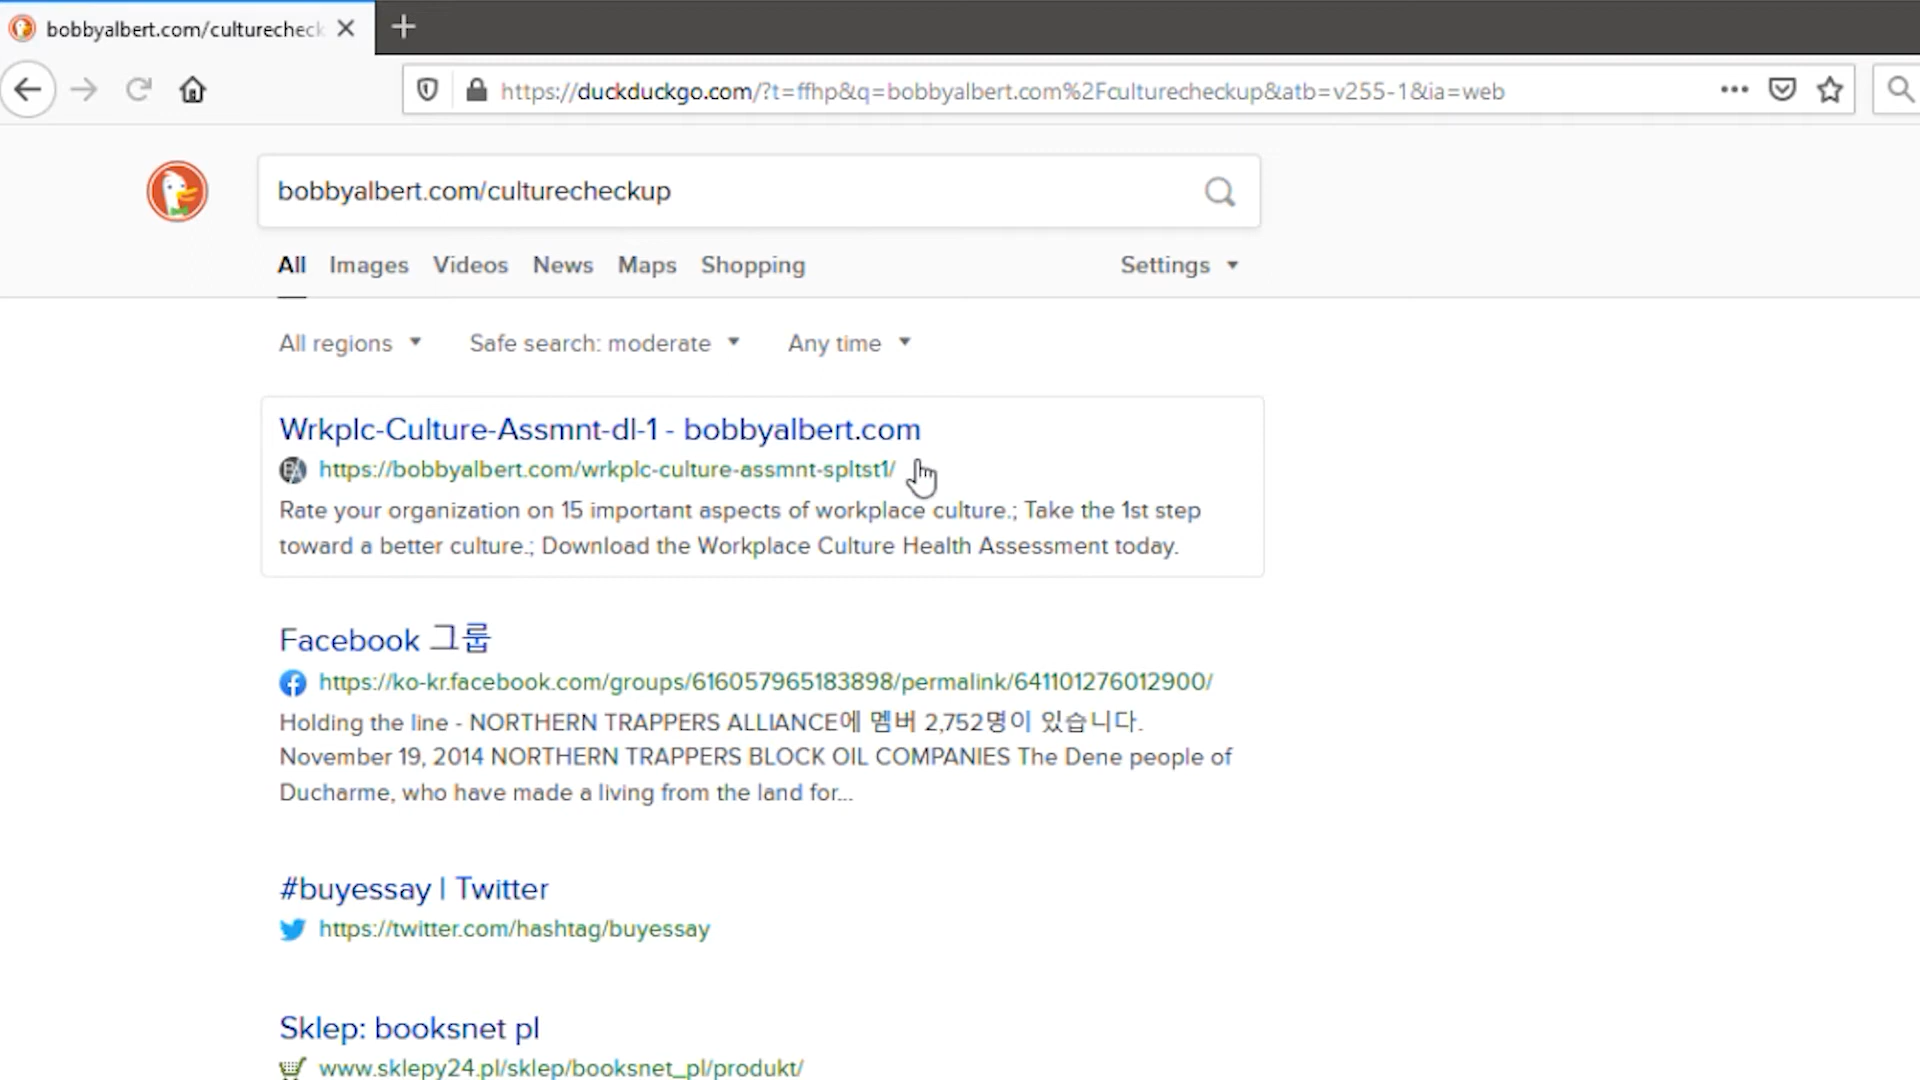 bobbyalbert.com/culturecheck
https://duckduckgo.com/?t=ffhp&q=bobbyalbert.com%2Fculturecheckup&atb=v255-1&ia=web
bobbyalbert.com/culturecheckup
All Images Videos News Maps Shopping Settings
All regions Safe search: moderate Any time
Wrkplc-Culture-Assmnt-dl-1 - bobbyalbert.com
https://bobbyalbert.com/wrkplc-culture-assmnt-spltst1/
Rate your organization on 15 important aspects of workplace culture.; Take the 1st step
toward a better culture.; Download the Workplace Culture Health Assessment today.
Facebook 그룹
https://ko-kr.facebook.com/groups/616057965183898/permalink/641101276012900/
Holding the line - NORTHERN TRAPPERS ALLIANCE에 멤버 2,752명이 있습니다.
November 19, 2014 NORTHERN TRAPPERS BLOCK OIL COMPANIES The Dene people of
Ducharme, who have made a living from the land for...
#buyessay | Twitter
https://twitter.com/hashtag/buyessay
Sklep: booksnet pl
www.sklepy24.pl/sklep/booksnet_pl/produkt/